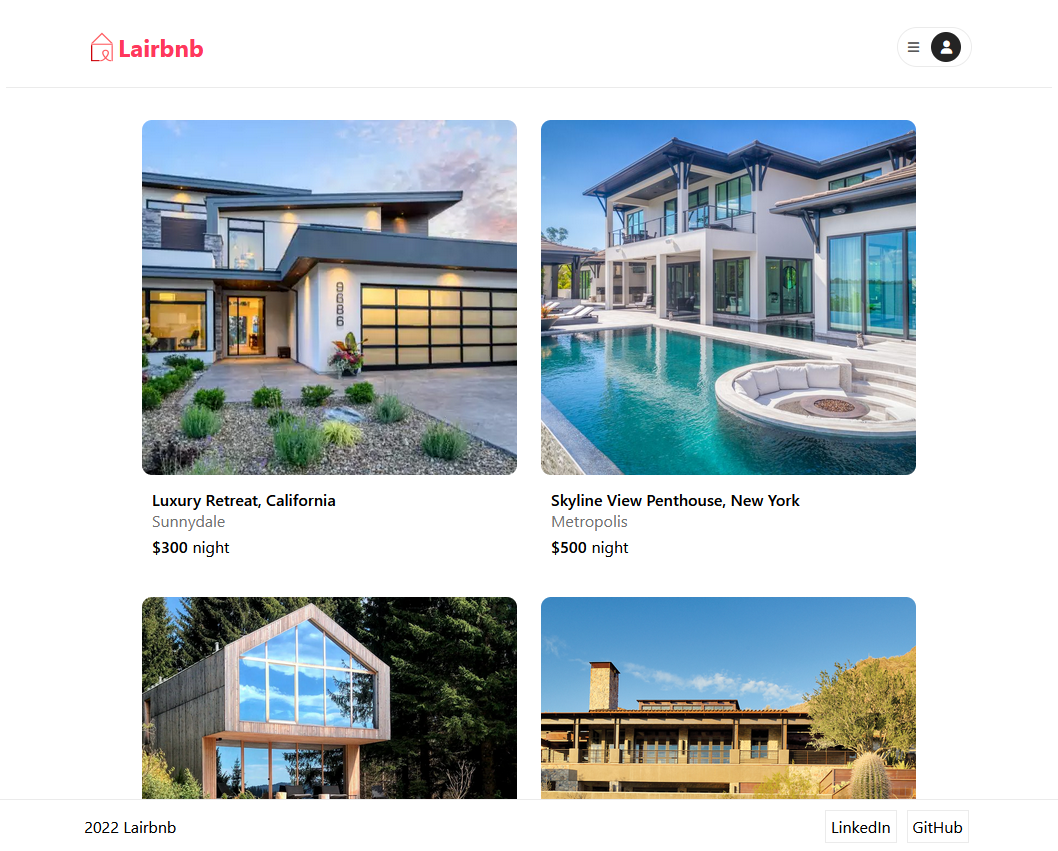 Lairbnb
9686
Luxury Retreat, California
Sunnydale
$300 night
Skyline View Penthouse, New York
Metropolis
$500 night
2022 Lairbnb
LinkedIn
GitHub